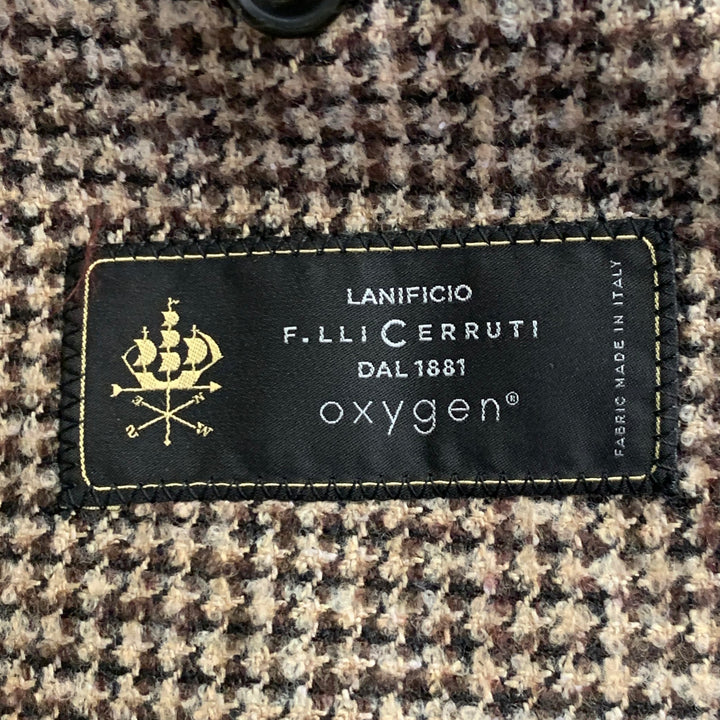 LANIFICIO
F.LLI CERRUTI
DAL 1881
oxygen®
FABRIC MADE IN ITALY
N
E
S
W